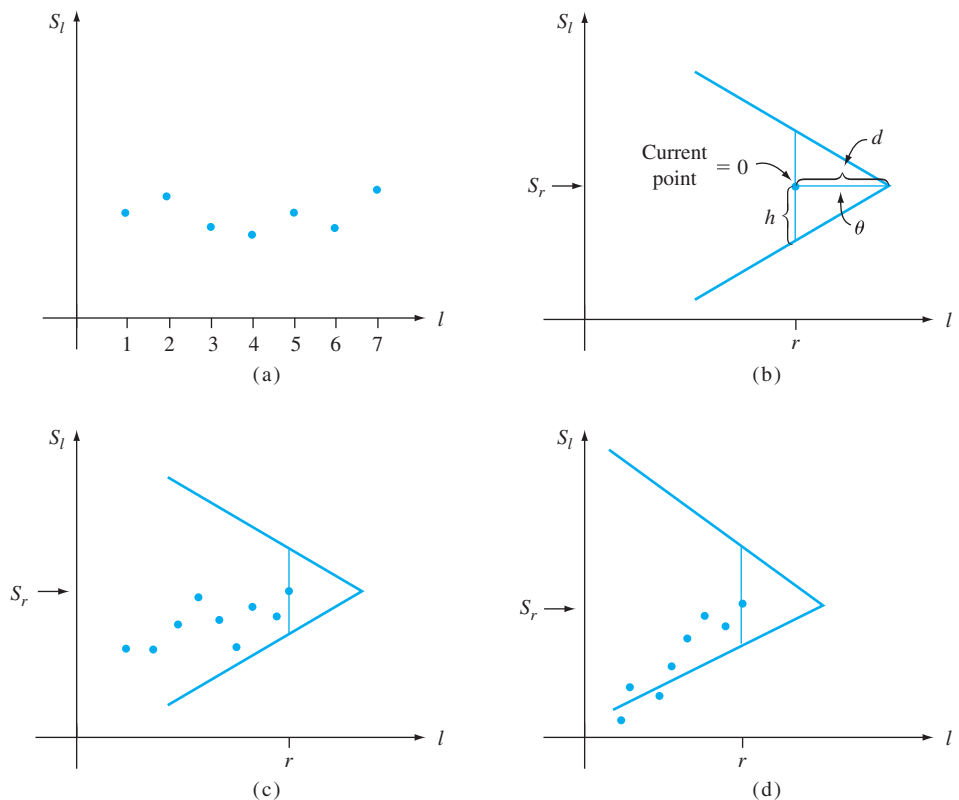 S_l
l
1 2 3 4 5 6 7
(a)
S_l
Current
point
= 0
d
S_r
h
θ
l
r
(b)
S_l
S_r
l
r
(c)
S_l
S_r
l
r
(d)